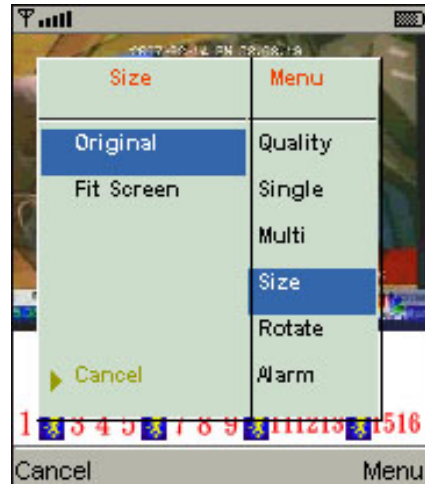 Size
Original
Fit Screen
Cancel
Menu
Quality
Single
Multi
Size
Rotate
Alarm
1 3 4 5 7 8 9 11 12 13 15 16
Cancel
Menu